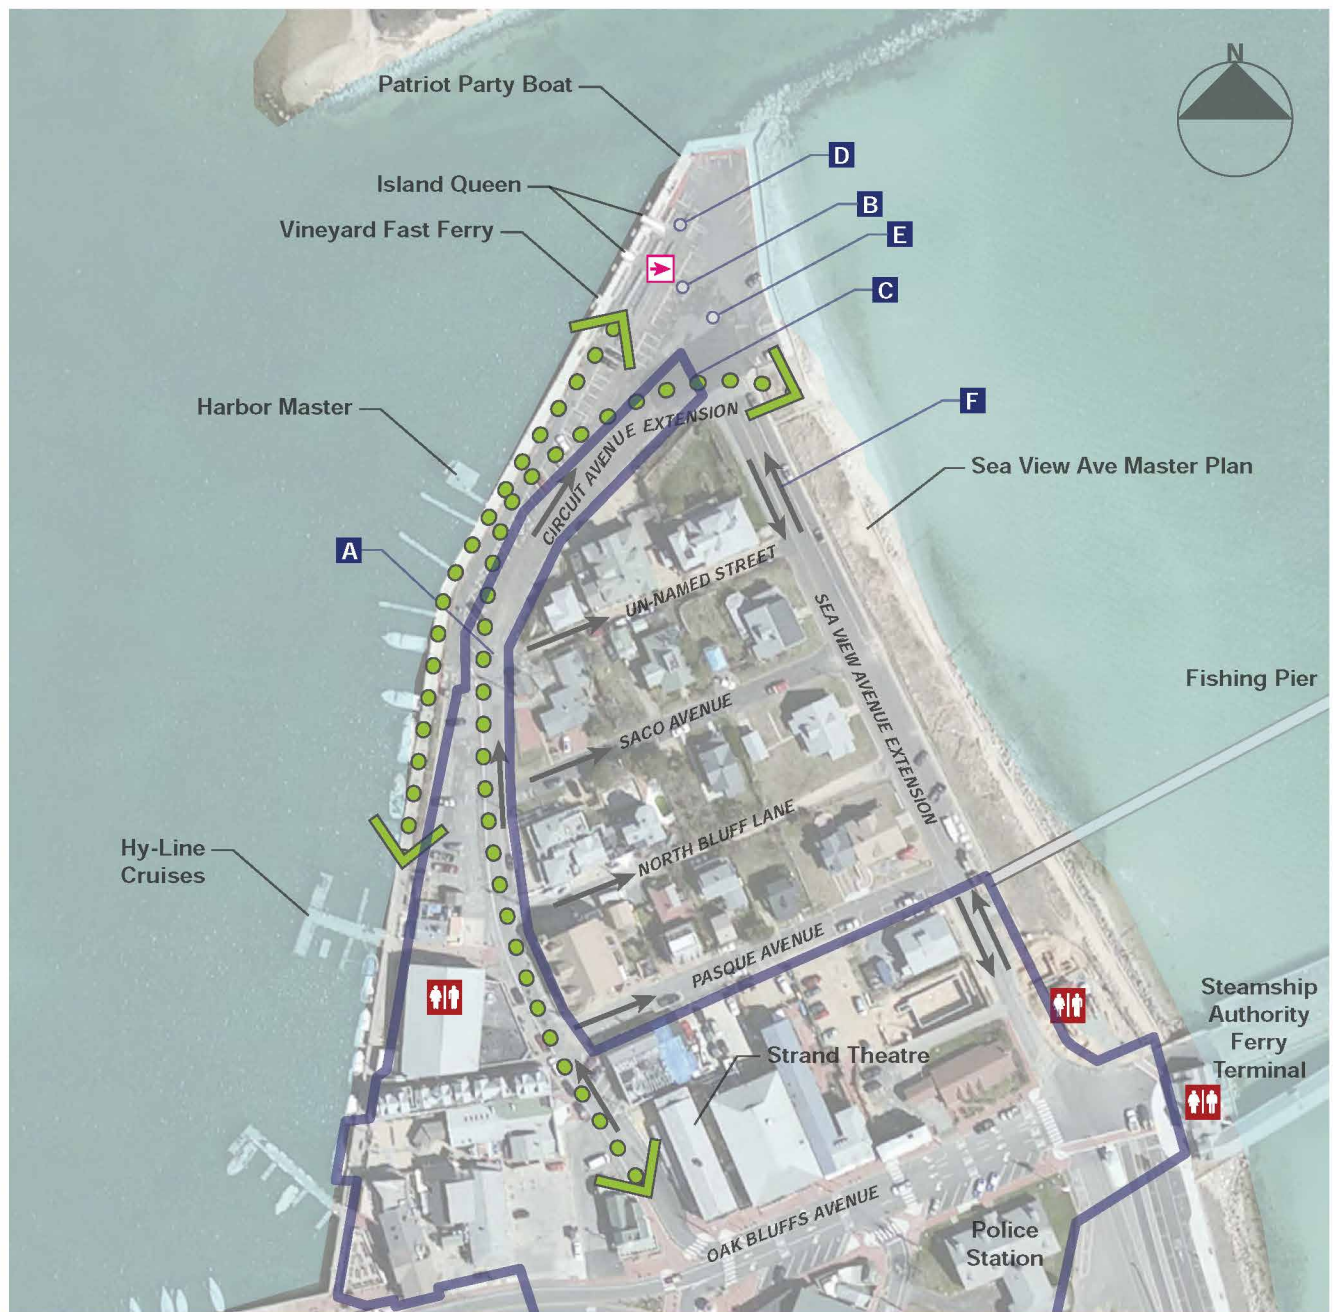 N
Patriot Party Boat
D
Island Queen
B
Vineyard Fast Ferry
E
C
Harbor Master
F
CIRCUIT AVENUE EXTENSION
Sea View Ave Master Plan
A
UN-NAMED STREET
SEA VIEW AVENUE EXTENSION
Fishing Pier
SACO AVENUE
NORTH BLUFF LANE
Hy-Line
Cruises
PASQUE AVENUE
Steamship
Authority
Ferry
Terminal
Strand Theatre
OAK BLUFFS AVENUE
Police
Station